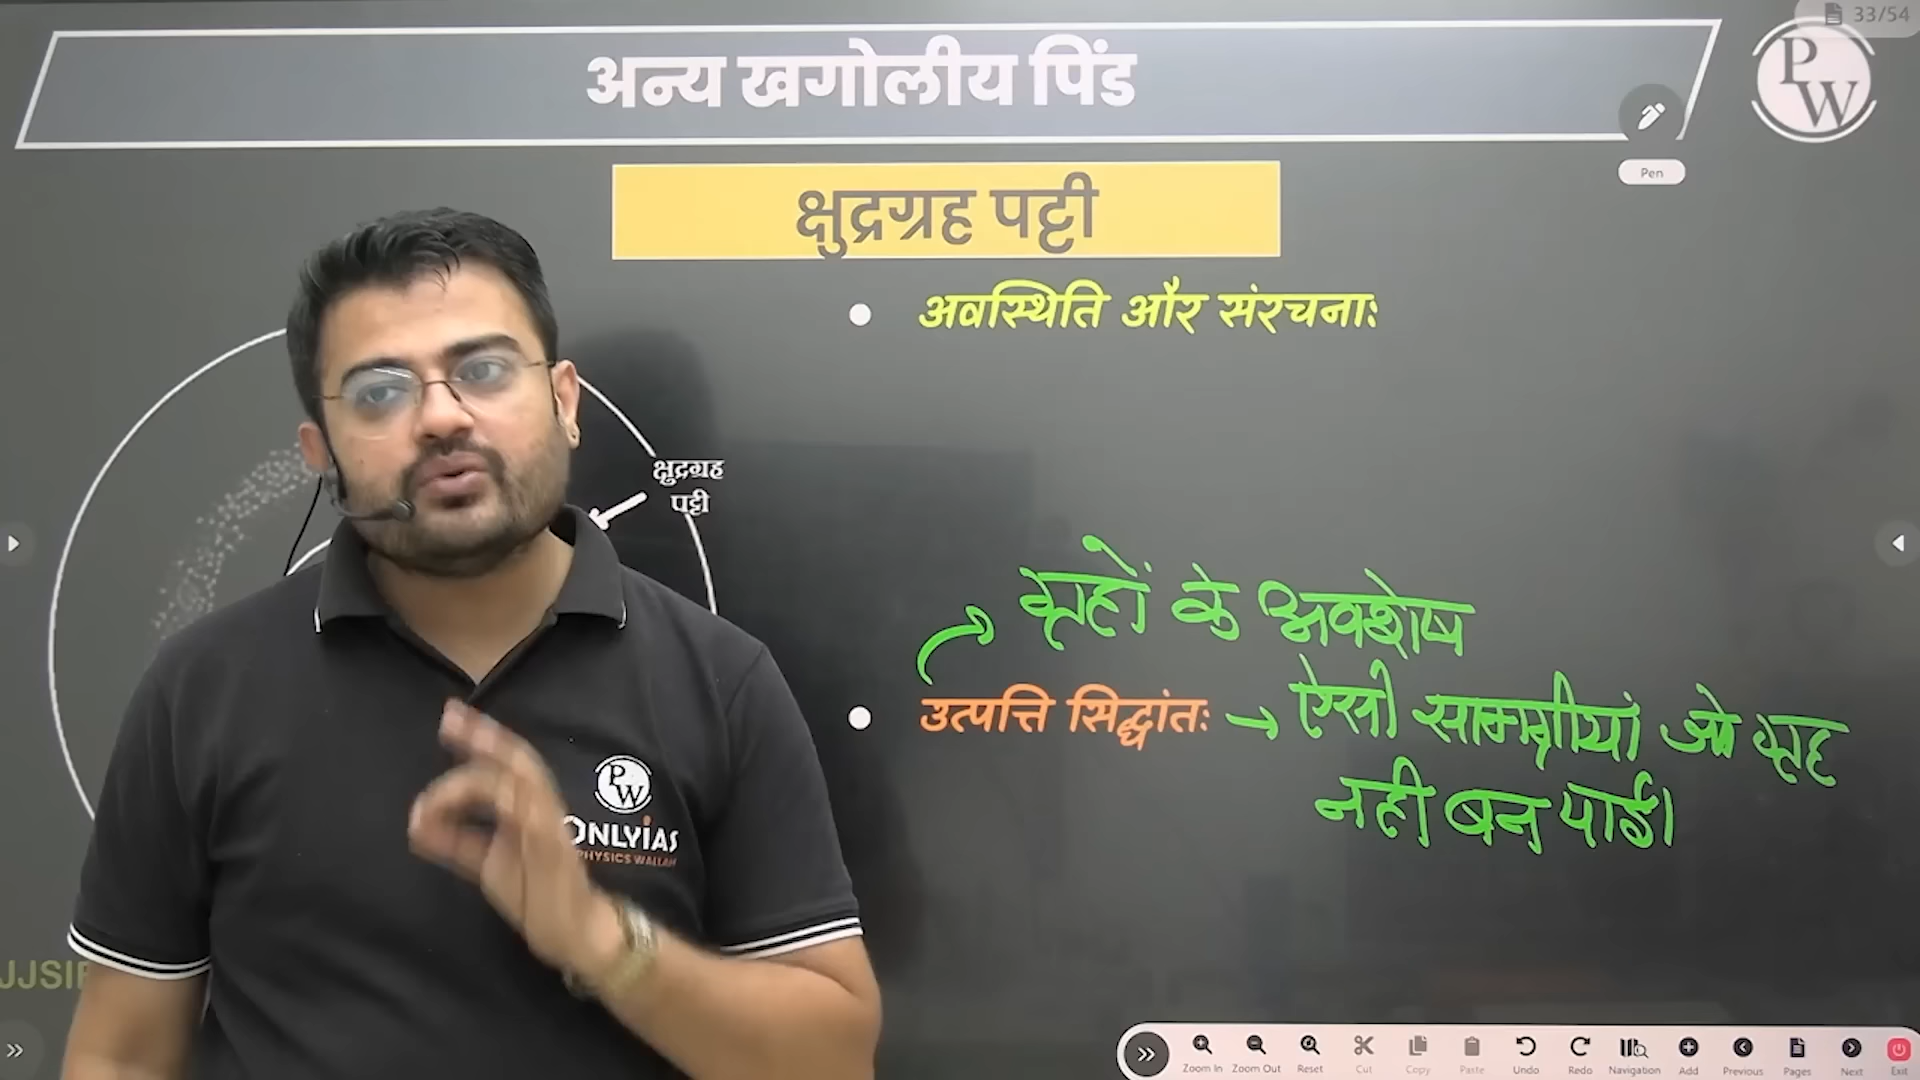 33/54
अन्य खगोलीय पिंड
P
W
Pen
क्षुद्रग्रह पट्टी
अवस्थिति और संरचनाः
क्षुद्रग्रह
पट्टी
ग्रहों के अवशेष
उत्पत्ति सिद्धांतः → ऐसी सामग्रीयां जो ग्रह
नही बन पाई।
P
W
ONLYIAS
PHYSICS WALLAH
JJSI
Zoom In Zoom Out Reset Cut Copy Paste Undo Redo Navigation Add Previous Pages Next Exit